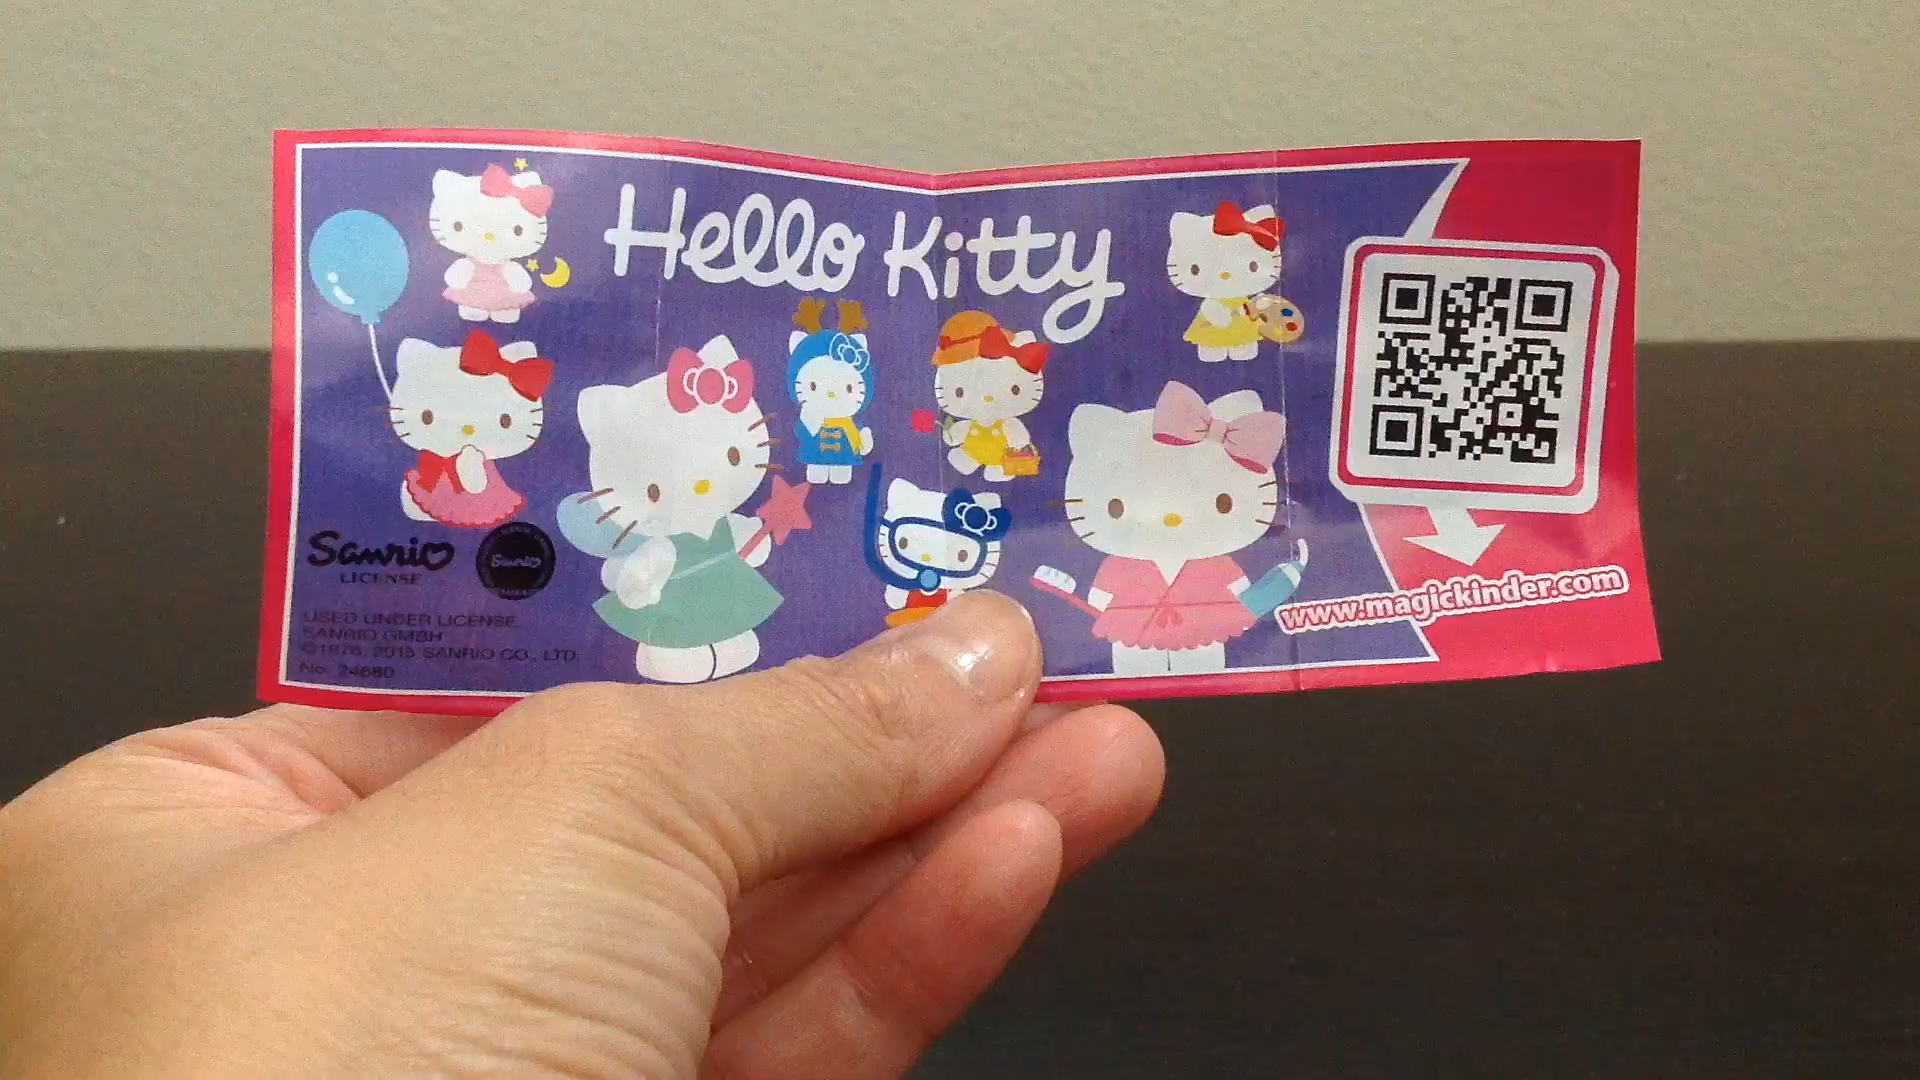 Hello Kitty
Sanrio
LICENSE
Sanrio
USED UNDER LICENSE.
SANRIO GMBH
©1976, 2015 SANRIO CO., LTD.
No. 24680
www.magickinder.com